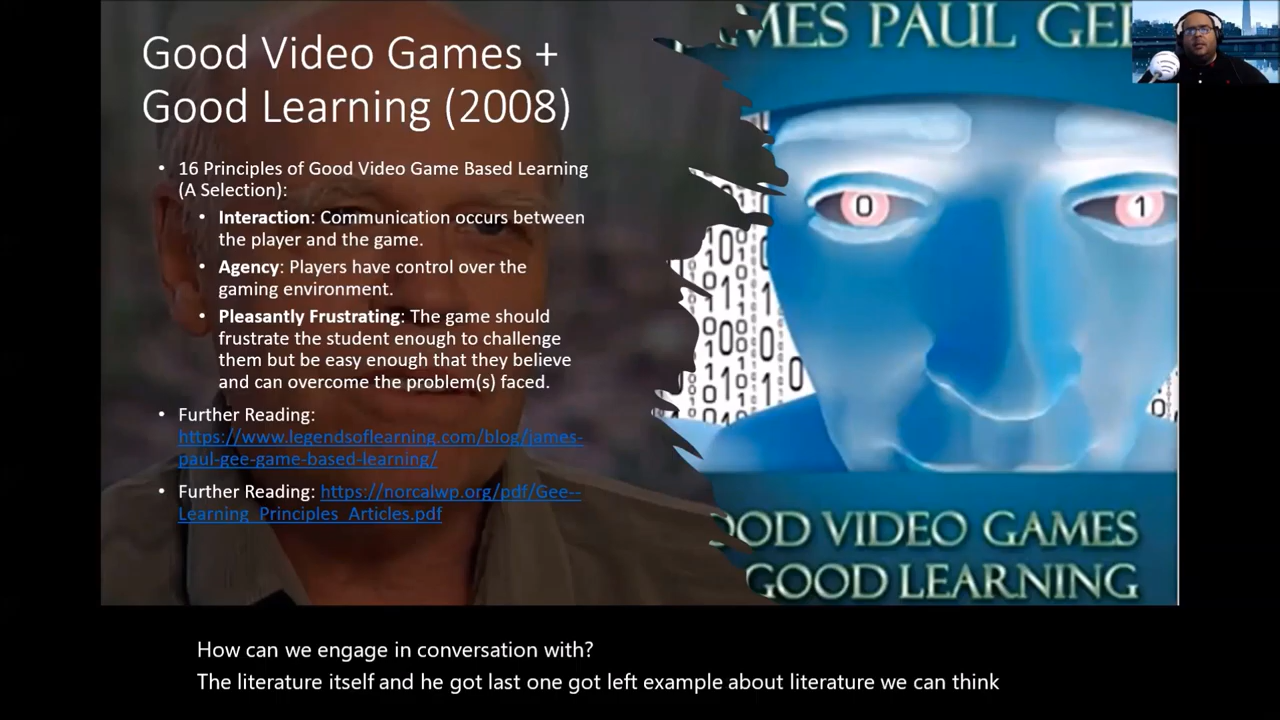 Good Video Games +
Good Learning (2008)
• 16 Principles of Good Video Game Based Learning
(A Selection):
• Interaction: Communication occurs between
the player and the game.
• Agency: Players have control over the
gaming environment.
• Pleasantly Frustrating: The game should
frustrate the student enough to challenge
them but be easy enough that they believe
and can overcome the problem(s) faced.
• Further Reading:
https://www.legendsoflearning.com/blog/james-
paul-gee-game-based-learning/
• Further Reading: https://norcalwp.org/pdf/Gee--
Learning_Principles_Articles.pdf
MES PAUL GE
0 1
OOD VIDEO GAMES
GOOD LEARNING
How can we engage in conversation with?
The literature itself and he got last one got left example about literature we can think